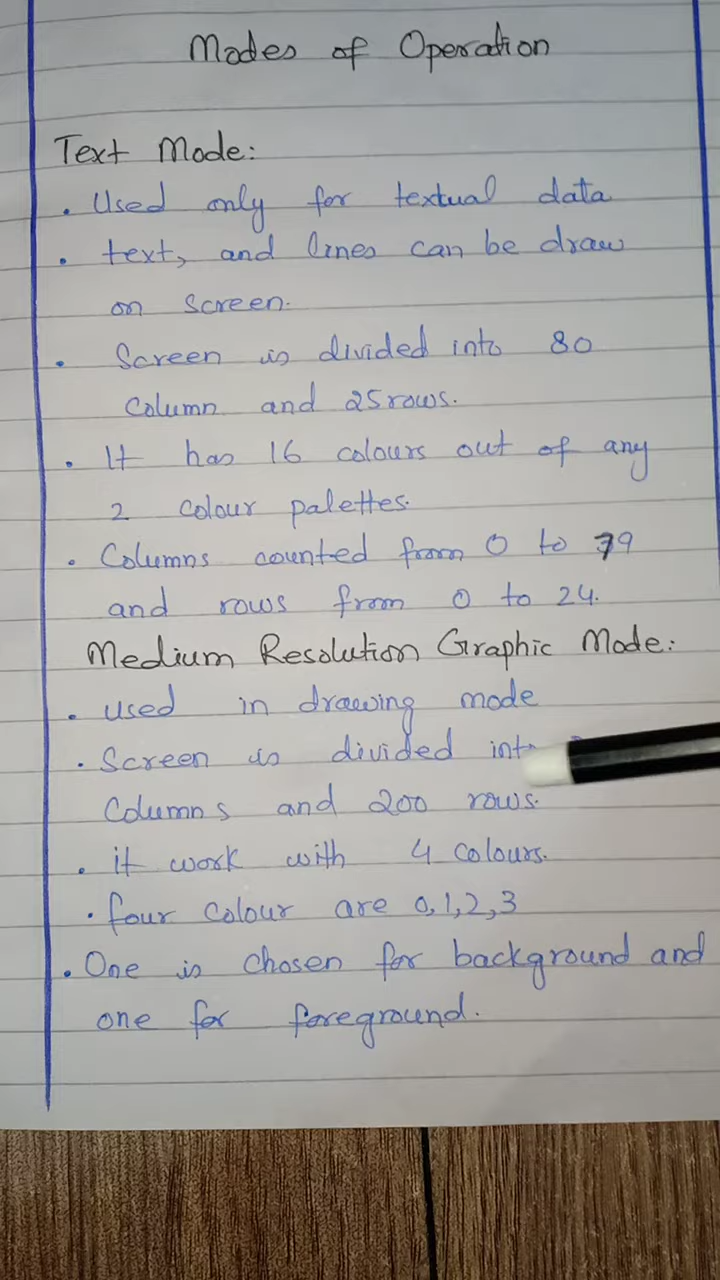 Modes of Operation
Text Mode:
. Used only for textual data
. text, and lines can be draw
on screen.
. Screen is divided into 80
Column and 25 rows.
. It has 16 colours out of any
2 colour palettes.
. Columns counted from 0 to 79
and rows from 0 to 24.
Medium Resolution Graphic Mode:
. used in drawing mode
. Screen is divided into
Columns and 200 rows.
. it work with 4 colours.
. four colour are 0,1,2,3
. One is chosen for background and
one for foreground.